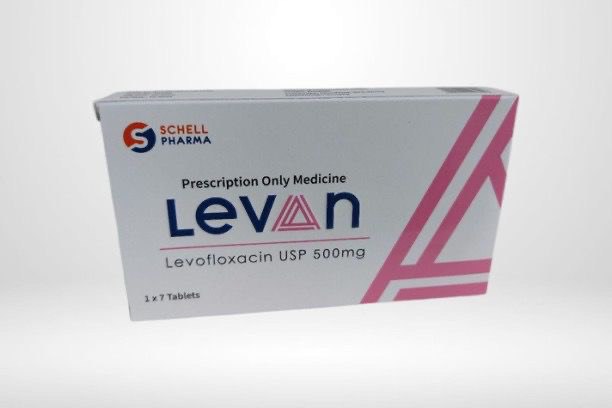 SCHELL
PHARMA
Prescription Only Medicine
Levan
Levofloxacin USP 500mg
1 x 7 Tablets